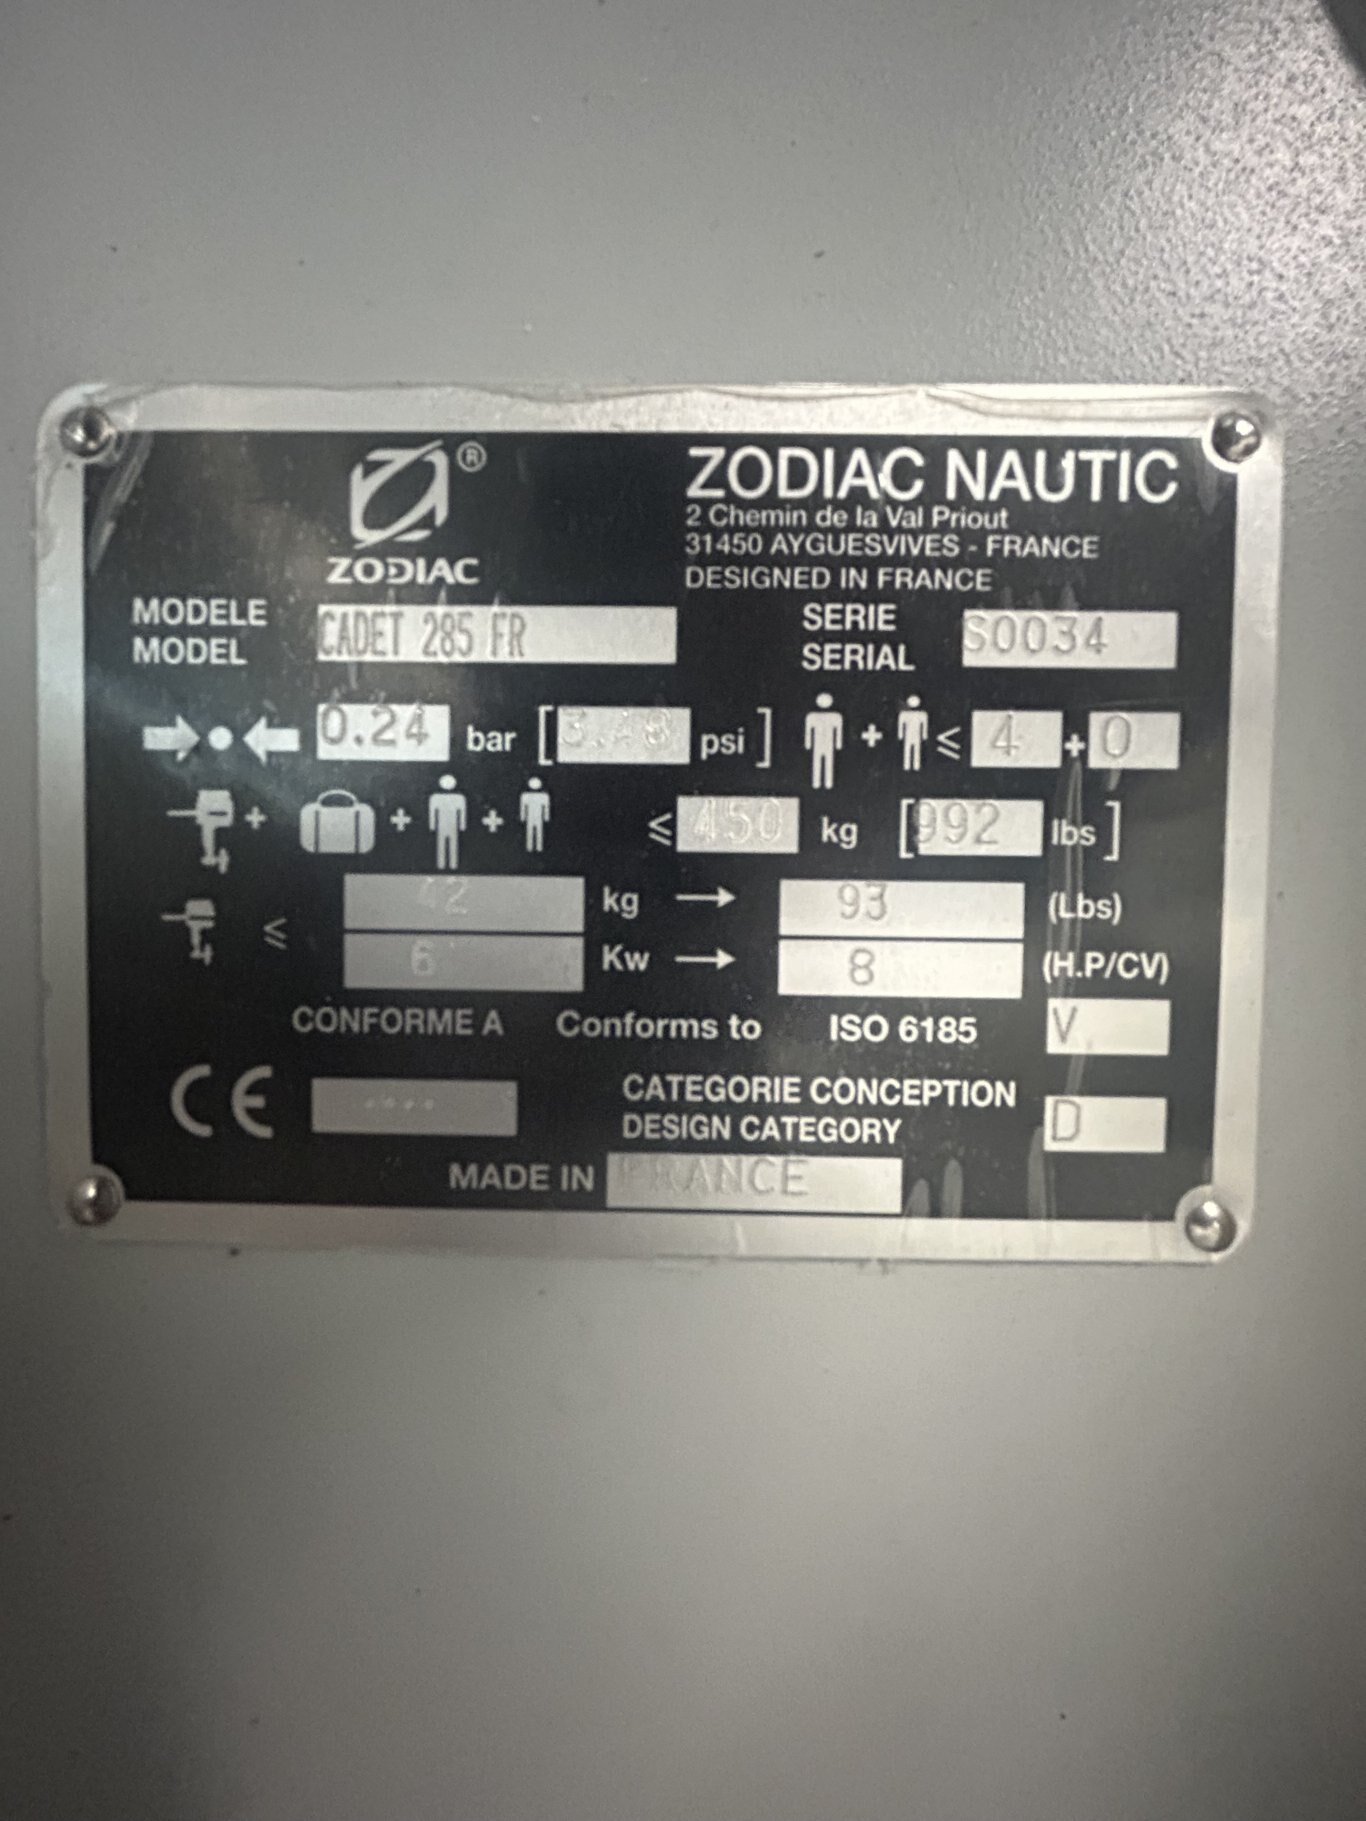 ®
ZODIAC
ZODIAC NAUTIC
2 Chemin de la Val Priout
31450 AYGUESVIVES - FRANCE
DESIGNED IN FRANCE
MODELE
MODEL
CADET 285 FR
SERIE
SERIAL
S0034
0.24 bar [3.48 psi]
+ ≤ 4 + 0
+ + + ≤ 450 kg [992 lbs]
≤ 42 kg → 93 (Lbs)
6 Kw → 8 (H.P/CV)
CONFORME A Conforms to ISO 6185 V
CE ****
CATEGORIE CONCEPTION
DESIGN CATEGORY
D
MADE IN FRANCE